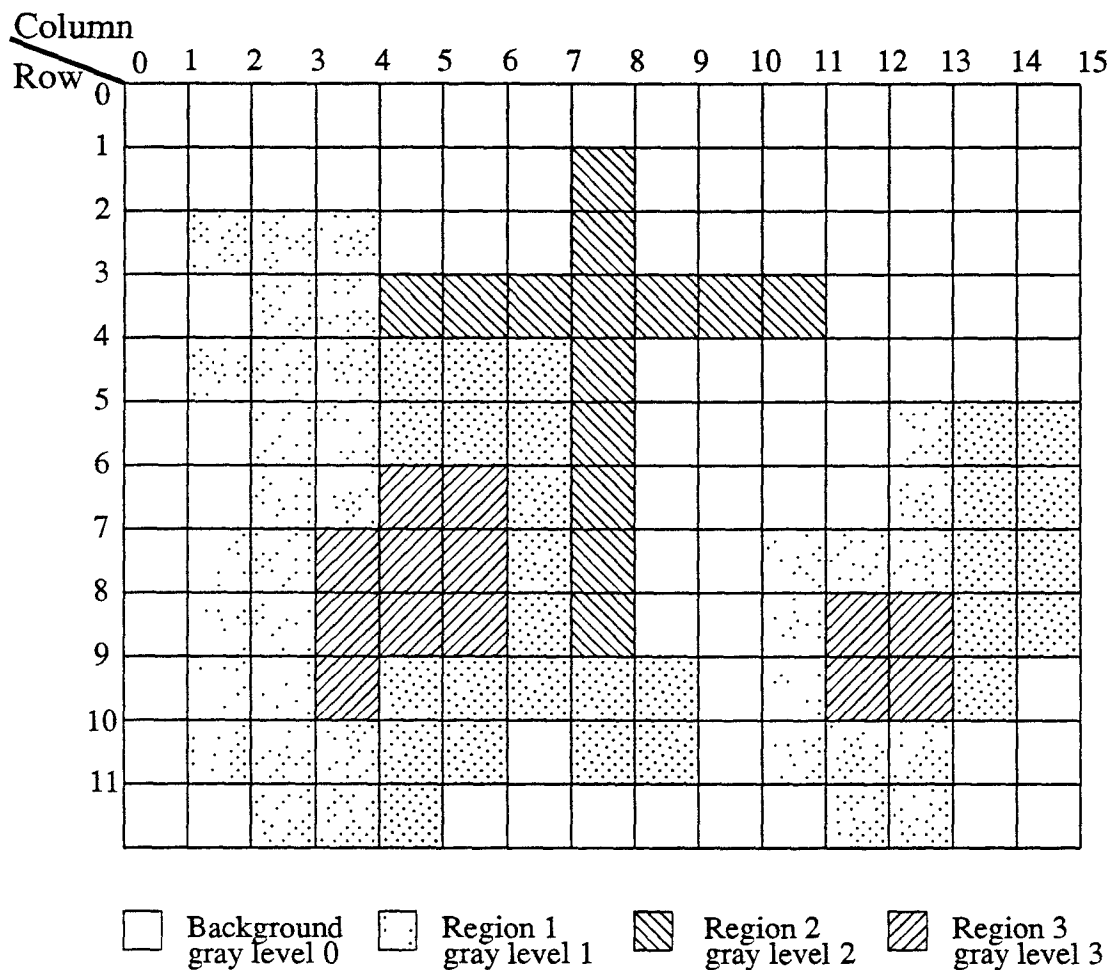 Column
Row
0 1 2 3 4 5 6 7 8 9 10 11 12 13 14 15
0
1
2
3
4
5
6
7
8
9
10
11
Background
gray level 0
Region 1
gray level 1
Region 2
gray level 2
Region 3
gray level 3